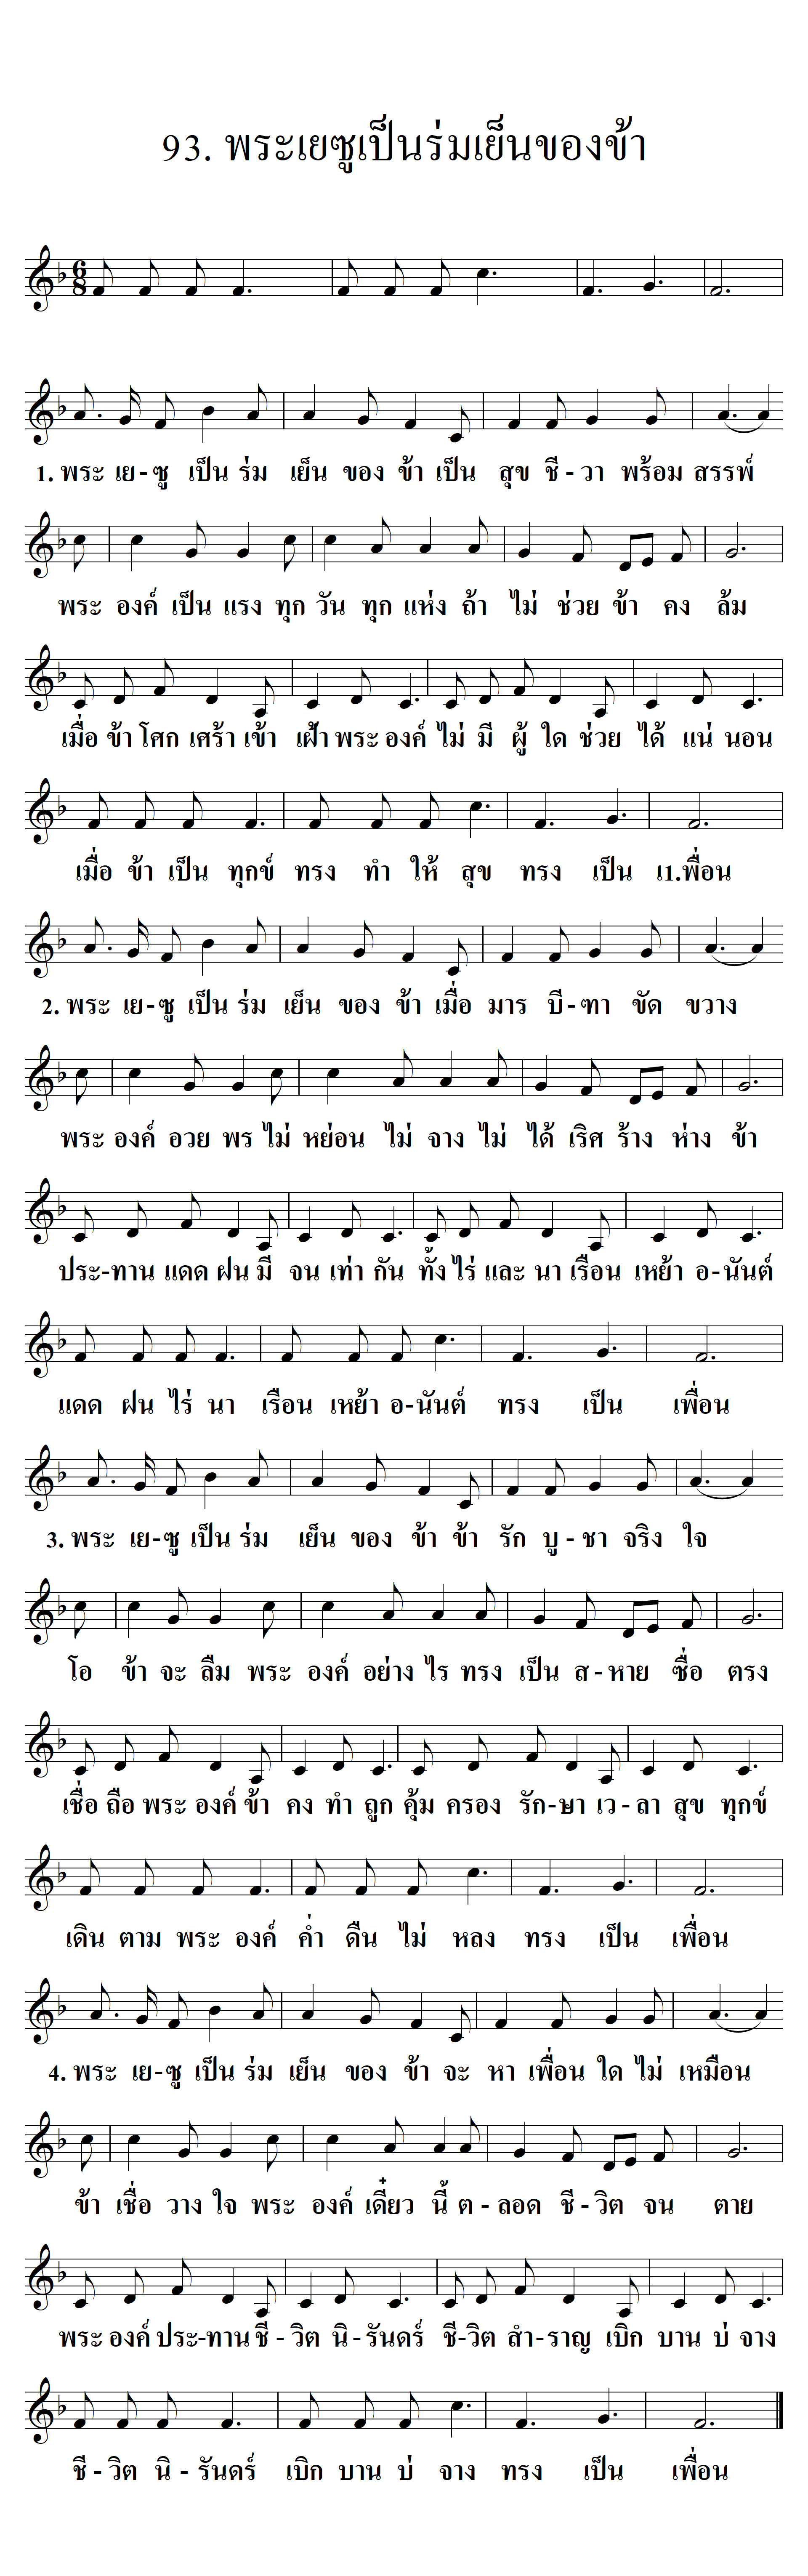 93. พระเยซูเป็นร่มเย็นของข้า
1. พระ เย - ซู เป็น ร่ม เย็น ของ ข้า เป็น สุข ชี - วา พร้อม สรรพ์
พระ องค์ เป็น แรง ทุก วัน ทุก แห่ง ถ้า ไม่ ช่วย ข้า คง ล้ม
เมื่อ ข้า โศก เศร้า เข้า เฝ้า พระ องค์ ไม่ มี ผู้ ใด ช่วย ได้ แน่ นอน
เมื่อ ข้า เป็น ทุกข์ ทรง ทำ ให้ สุข ทรง เป็น เ1.พื่อน
2. พระ เย - ซู เป็น ร่ม เย็น ของ ข้า เมื่อ มาร บี - ฑา ขัด ขวาง
พระ องค์ อวย พร ไม่ หย่อน ไม่ จาง ไม่ ได้ เริศ ร้าง ห่าง ข้า
ประ-ทาน แดด ฝน มี จน เท่า กัน ทั้ง ไร่ และ นา เรือน เหย้า อ-นันต์
แดด ฝน ไร่ นา เรือน เหย้า อ-นันต์ ทรง เป็น เพื่อน
3. พระ เย-ซู เป็น ร่ม เย็น ของ ข้า ข้า รัก บู - ชา จริง ใจ
โอ ข้า จะ ลืม พระ องค์ อย่าง ไร ทรง เป็น ส - หาย ซื่อ ตรง
เชื่อ ถือ พระ องค์ ข้า คง ทำ ถูก คุ้ม ครอง รัก-ษา เว - ลา สุข ทุกข์
เดิน ตาม พระ องค์ ค่ำ ดืน ไม่ หลง ทรง เป็น เพื่อน
4. พระ เย-ซู เป็น ร่ม เย็น ของ ข้า จะ หา เพื่อน ใด ไม่ เหมือน
ข้า เชื่อ วาง ใจ พระ องค์ เดี๋ยว นี้ ต - ลอด ชี - วิต จน ตาย
พระ องค์ ประ-ทาน ชี - วิต นิ - รันดร์ ชี-วิต สำ-ราญ เบิก บาน บ่ จาง
ชี - วิต นิ - รันดร์ เบิก บาน บ่ จาง ทรง เป็น เพื่อน